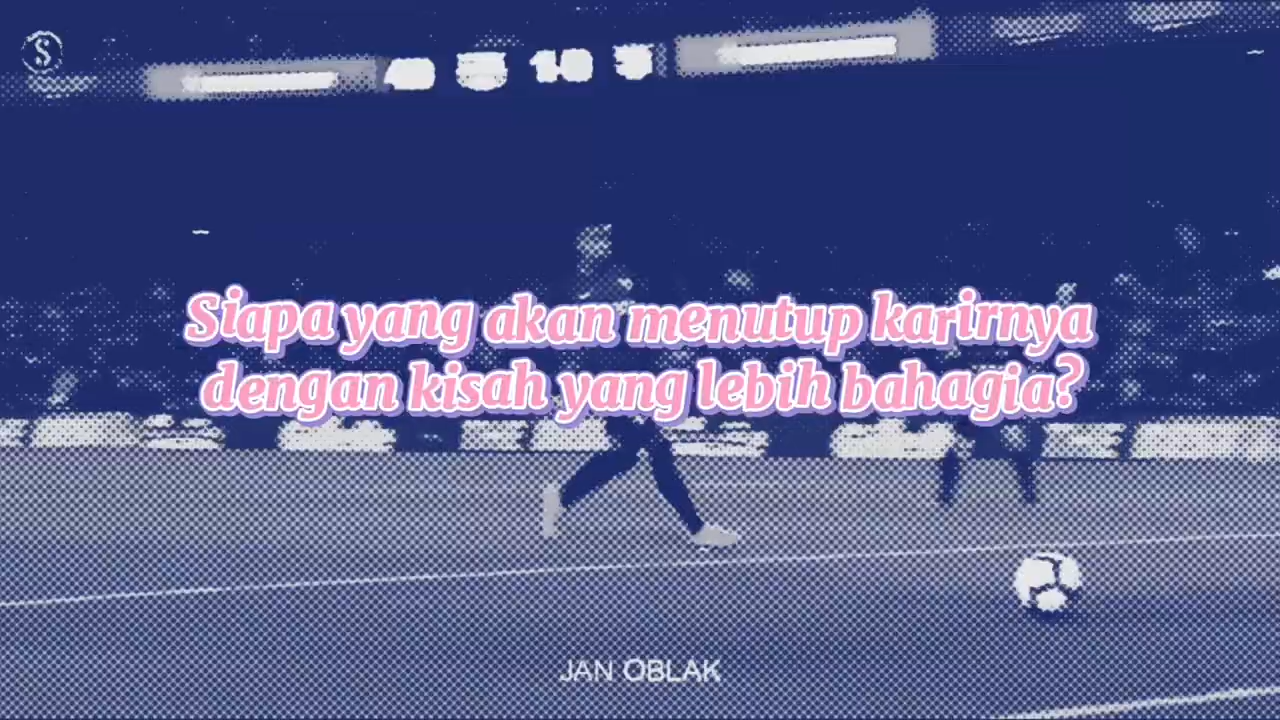 Siapa yang akan menutup karirnya
dengan kisah yang lebih bahagia?
JAN OBLAK